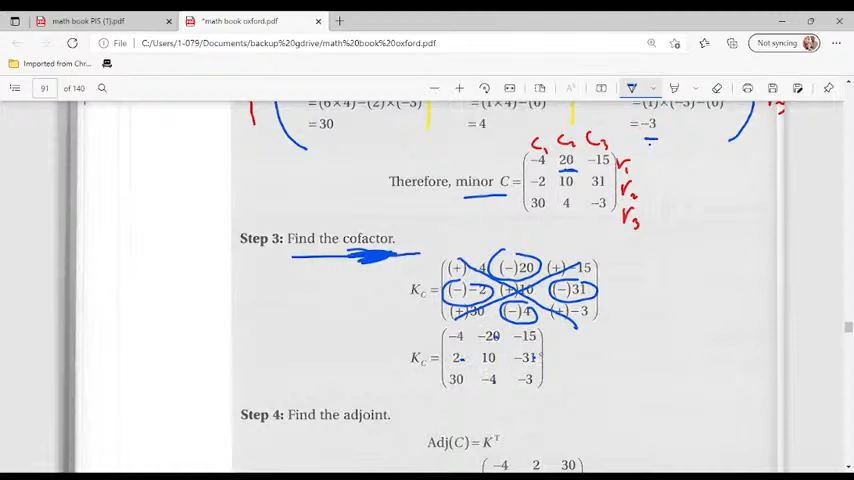 math book PIS (1).pdf
*math book oxford.pdf
File | C:/Users/1-079/Documents/backup%20gdrive/math%20book%20oxford.pdf
Not syncing
Imported from Chr...
91 of 140
=(6×4)−(2)×(−3) =(1×4)−(0) =(1)×(−3)−(0)
=30 =4 =−3
C1 C2 C3
−4 20 −15 r1
Therefore, minor C = −2 10 31 r2
30 4 −3 r3
Step 3: Find the cofactor.
(+)−4 (−)20 (+)−15
K_C = (−)−2 (+)10 (−)31
(+)30 (−)4 (+)−3
−4 −20 −15
K_C = 2 10 −31
30 −4 −3
Step 4: Find the adjoint.
Adj(C) = K^T
−4 2 30